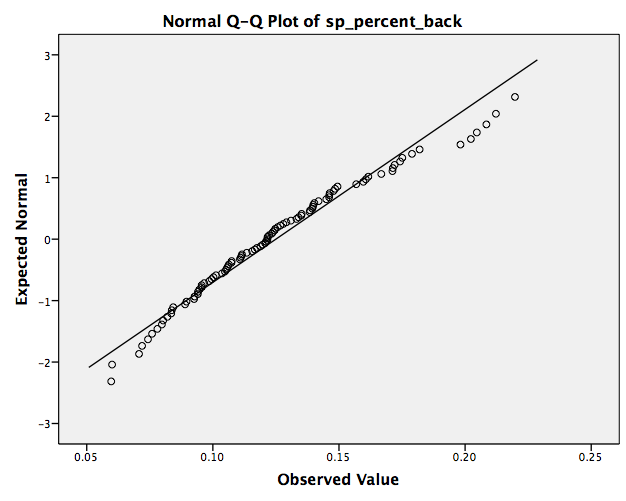 Normal Q-Q Plot of sp_percent_back
Expected Normal
3
2
1
0
-1
-2
-3
0.05 0.10 0.15 0.20 0.25
Observed Value